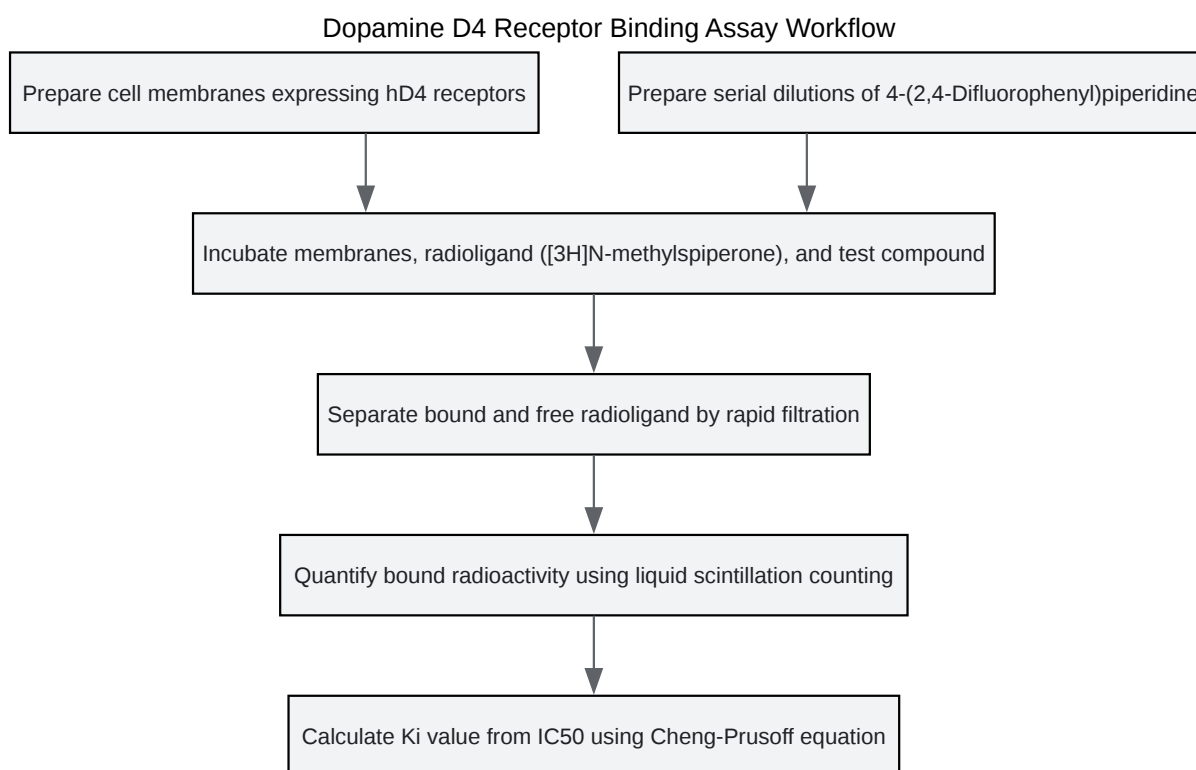 Dopamine D4 Receptor Binding Assay Workflow
Prepare cell membranes expressing hD4 receptors
Prepare serial dilutions of 4-(2,4-Difluorophenyl)piperidine
Incubate membranes, radioligand ([3H]N-methylspiperone), and test compound
Separate bound and free radioligand by rapid filtration
Quantify bound radioactivity using liquid scintillation counting
Calculate Ki value from IC50 using Cheng-Prusoff equation